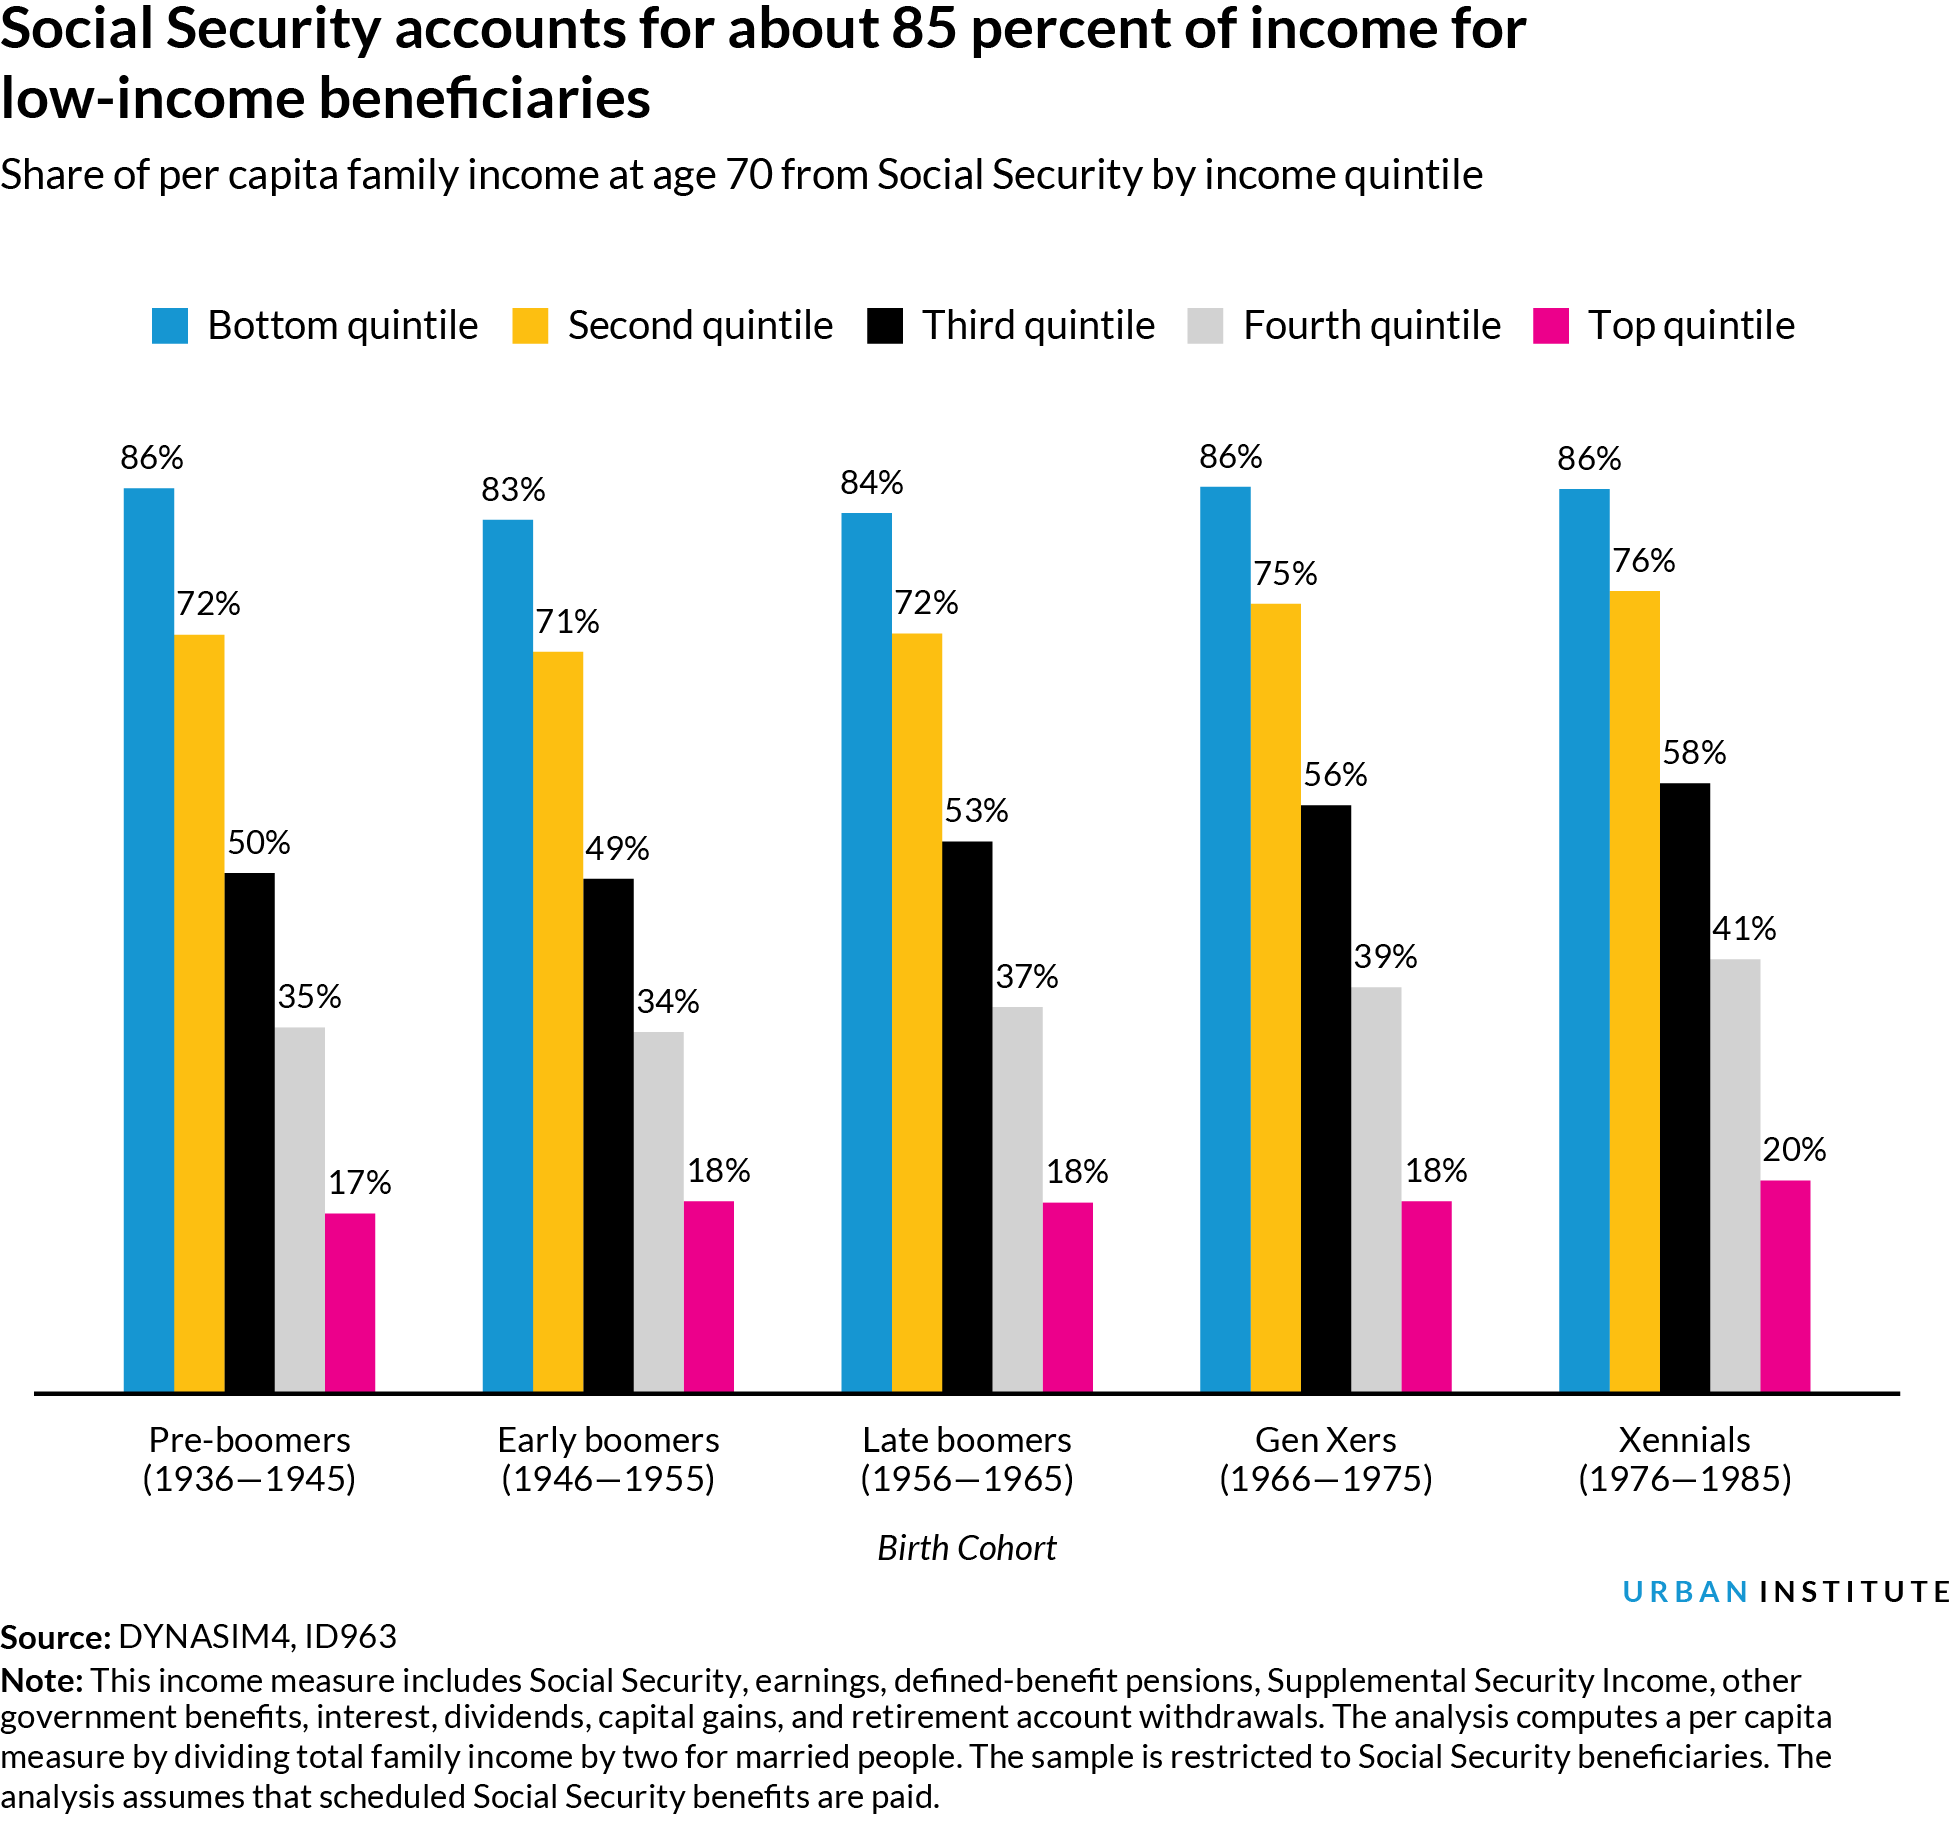 Social Security accounts for about 85 percent of income for
low-income beneficiaries
Share of per capita family income at age 70 from Social Security by income quintile
Bottom quintile Second quintile Third quintile Fourth quintile Top quintile
86% 72% 50% 35% 17%
83% 71% 49% 34% 18%
84% 72% 53% 37% 18%
86% 75% 56% 39% 18%
86% 76% 58% 41% 20%
Pre-boomers Early boomers Late boomers Gen Xers Xennials
(1936—1945) (1946—1955) (1956—1965) (1966—1975) (1976—1985)
Birth Cohort
URBAN INSTITUTE
Source: DYNASIM4, ID963
Note: This income measure includes Social Security, earnings, defined-benefit pensions, Supplemental Security Income, other
government benefits, interest, dividends, capital gains, and retirement account withdrawals. The analysis computes a per capita
measure by dividing total family income by two for married people. The sample is restricted to Social Security beneficiaries. The
analysis assumes that scheduled Social Security benefits are paid.